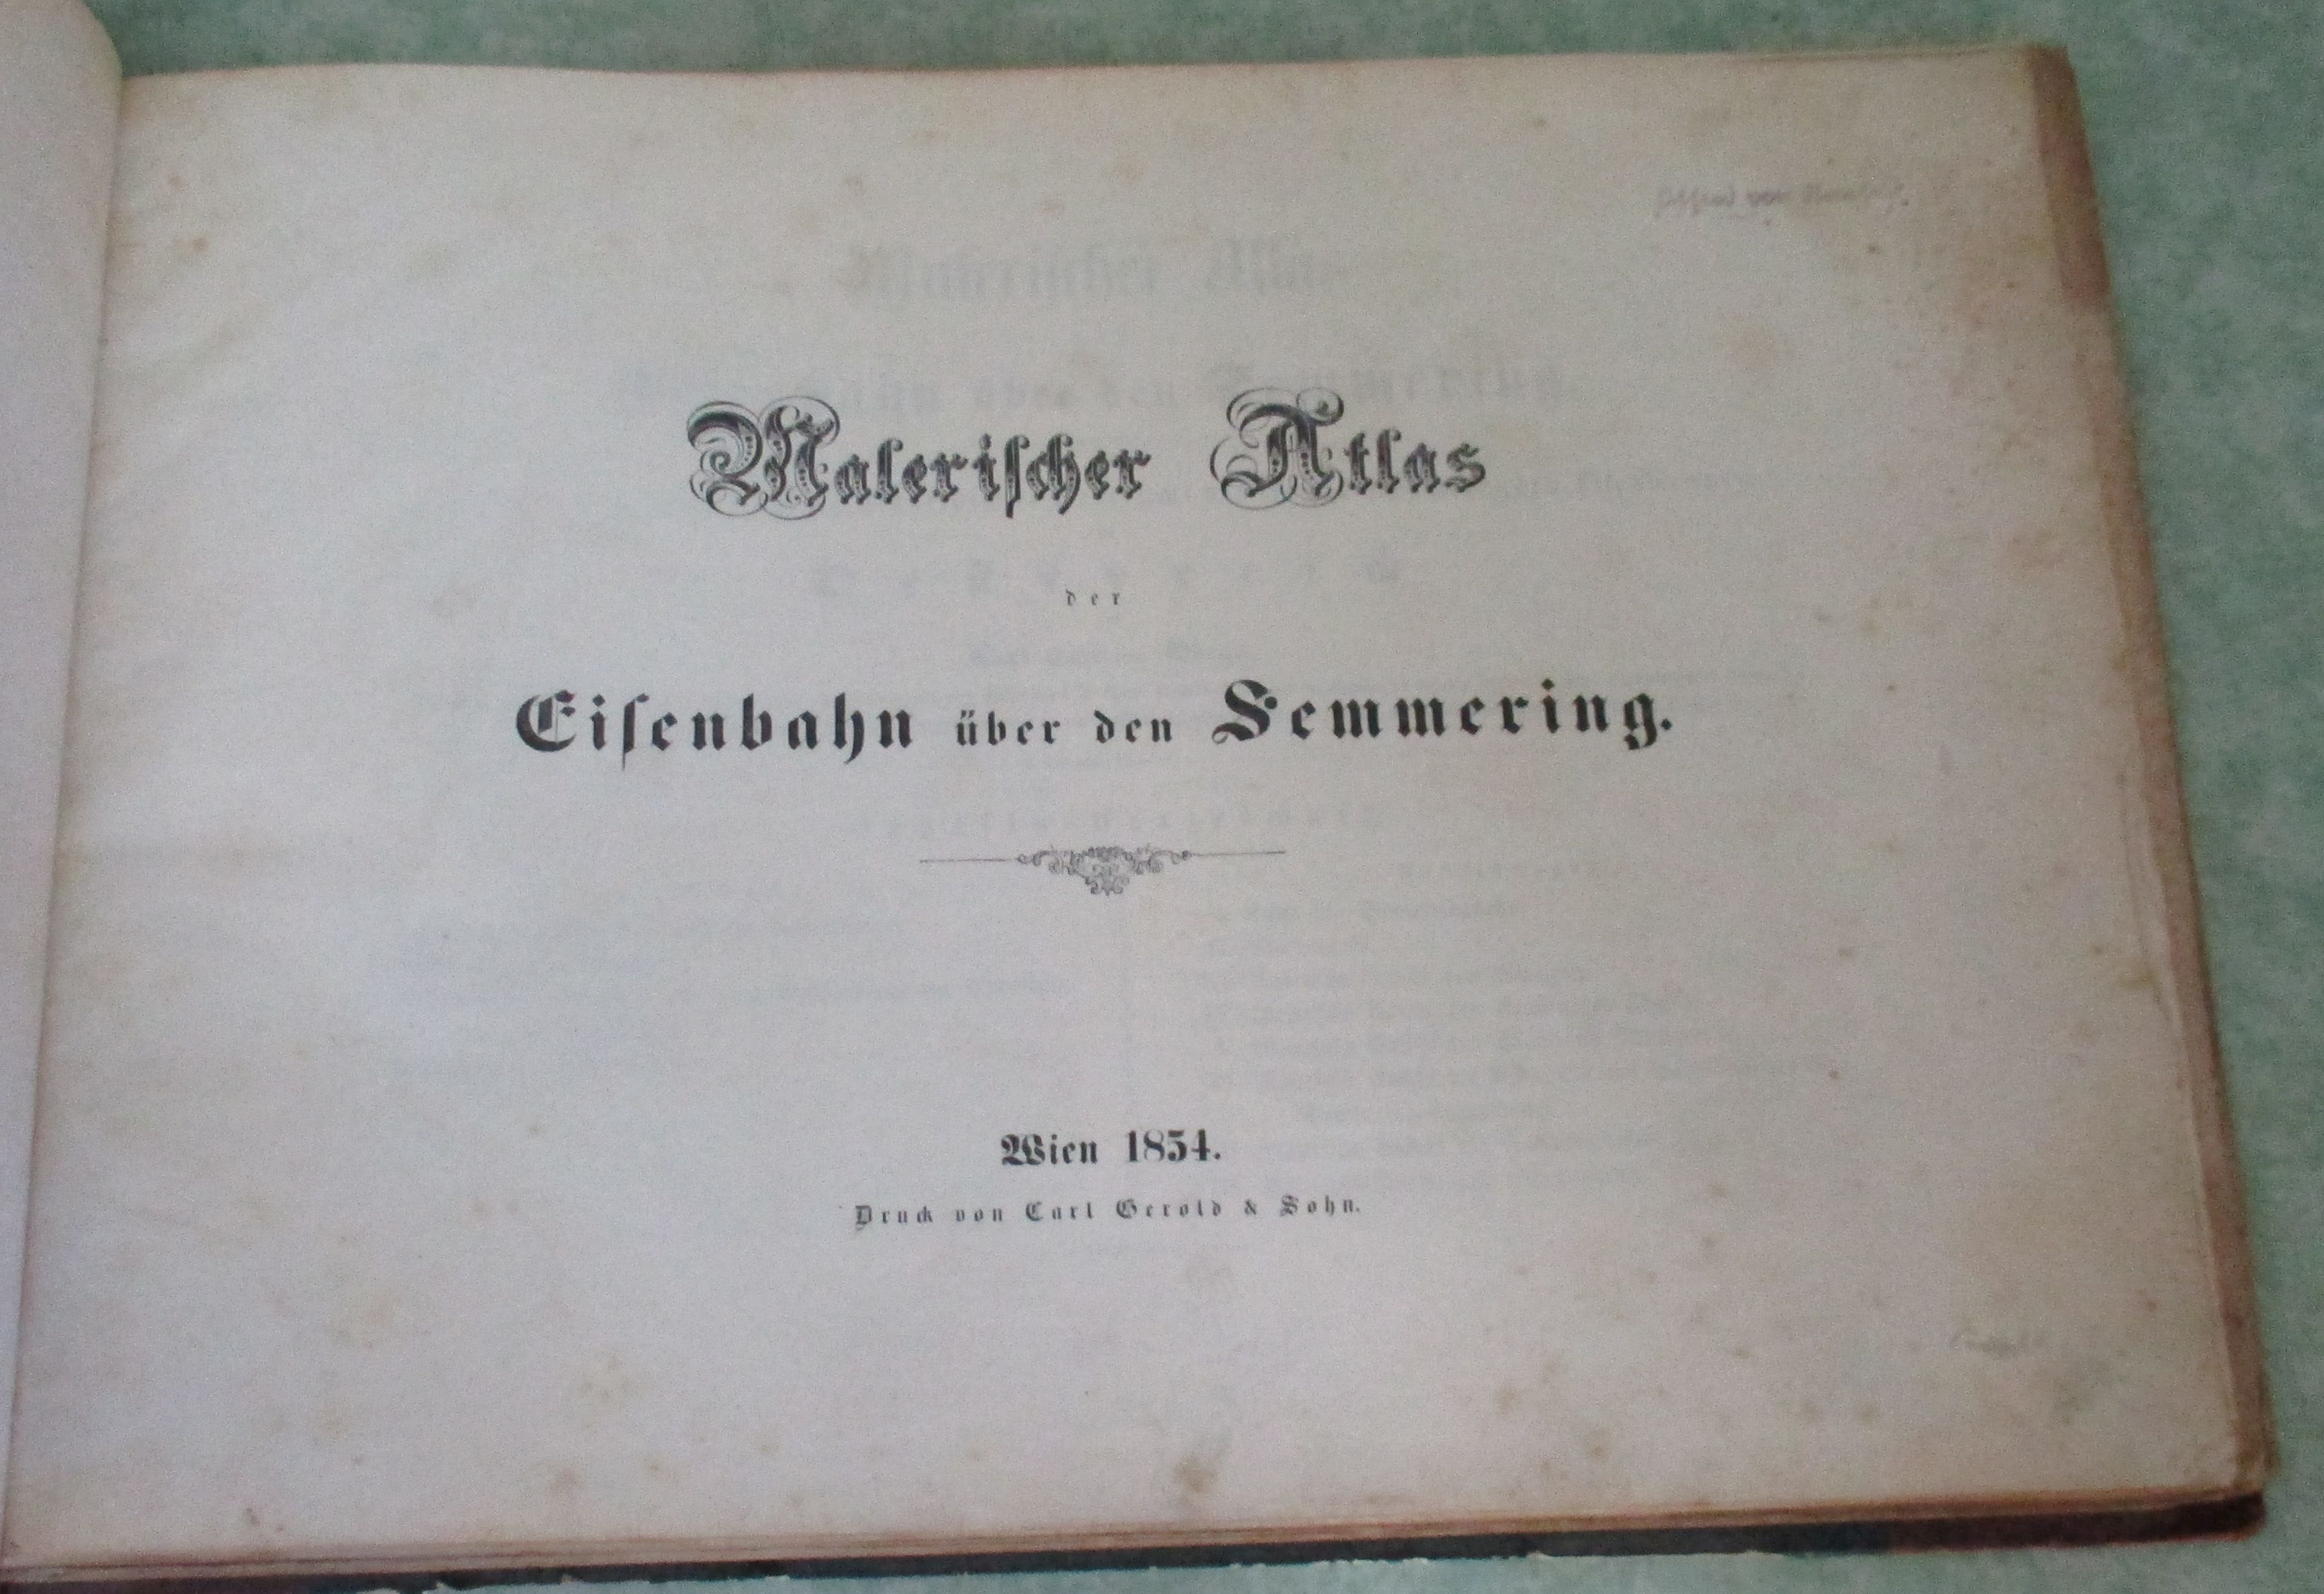 Maleriſcher Atlas
der
Eiſenbahn über den Semmering.
Wien 1854.
Druck von Carl Gerold & Sohn.